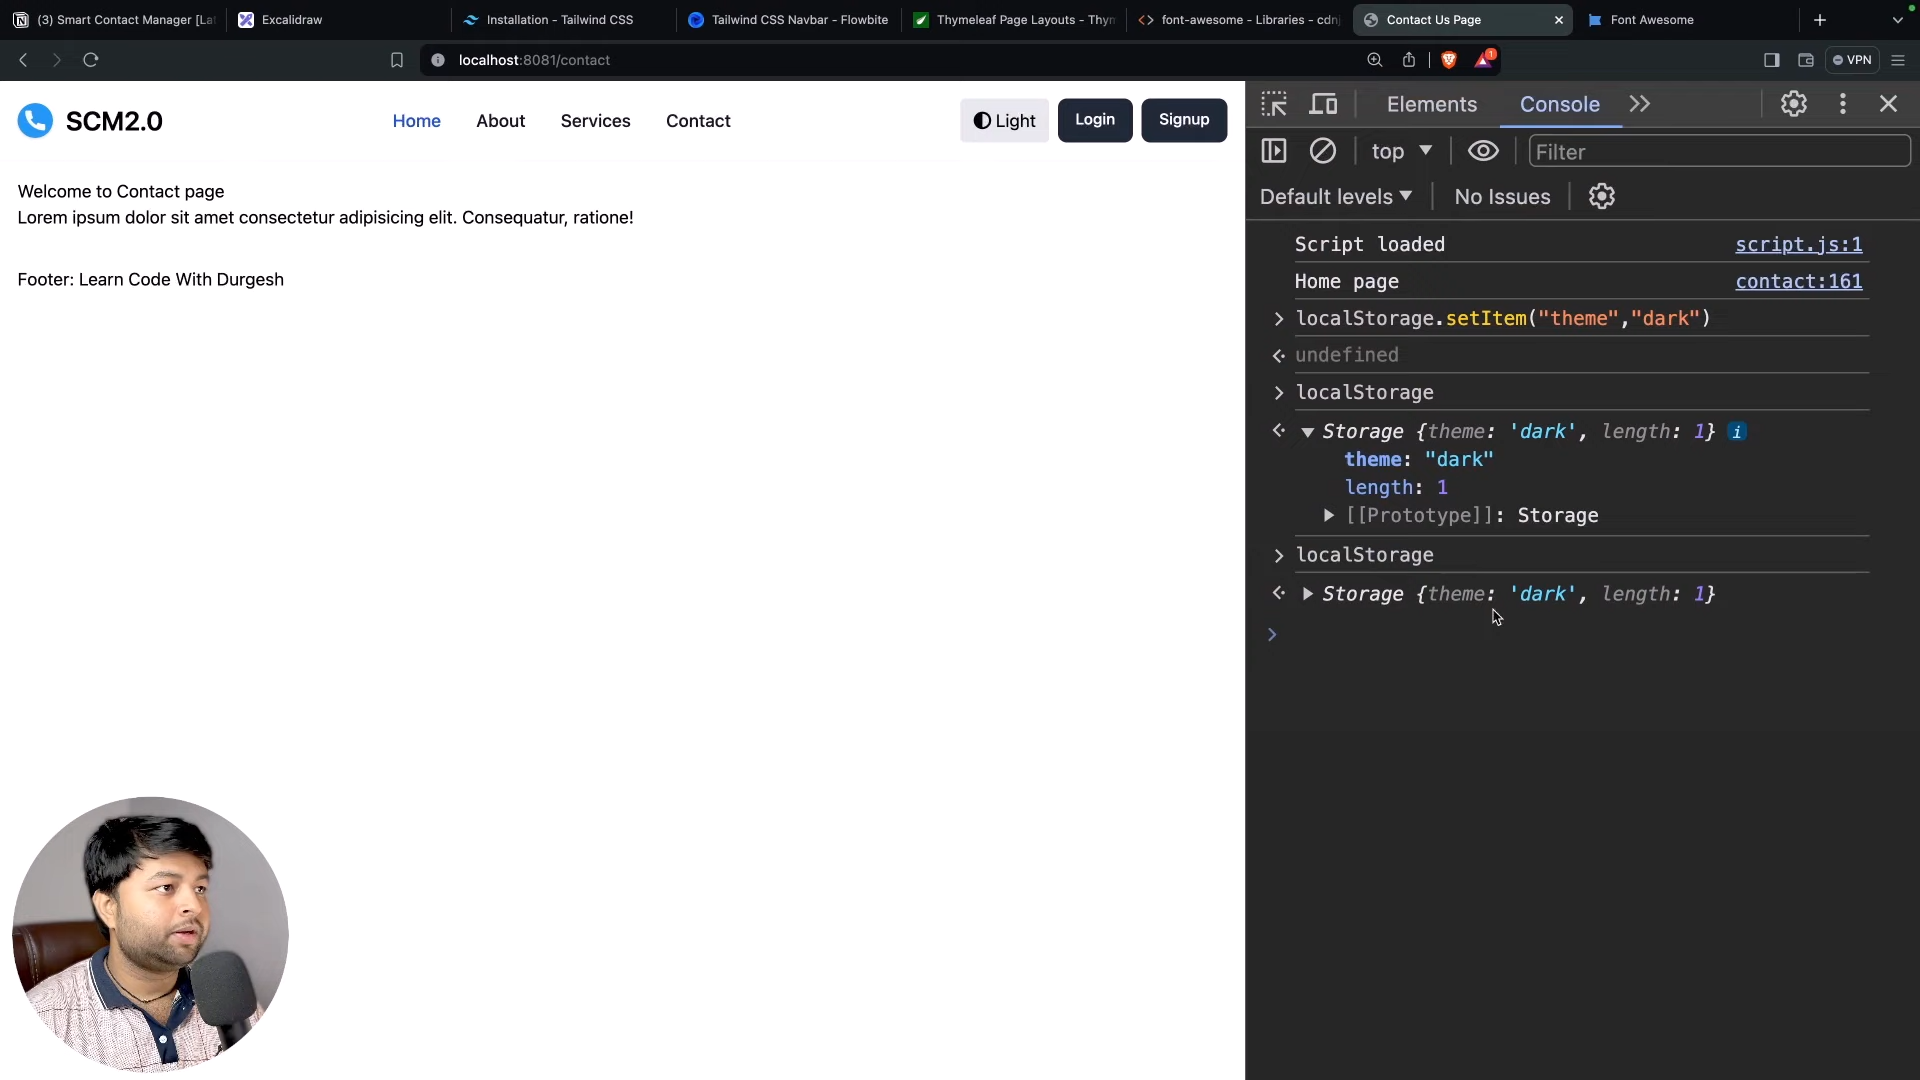 (3) Smart Contact Manager [La
Excalidraw
Installation - Tailwind CSS
Tailwind CSS Navbar - Flowbite
Thymeleaf Page Layouts - Thym
font-awesome - Libraries - cdnj
Contact Us Page
Font Awesome
localhost:8081/contact
1
VPN
SCM2.0
Home
About
Services
Contact
Light
Login
Signup
Welcome to Contact page
Lorem ipsum dolor sit amet consectetur adipisicing elit. Consequatur, ratione!
Footer: Learn Code With Durgesh
Elements
Console
top
Filter
Default levels
No Issues
Script loaded script.js:1
Home page contact:161
localStorage.setItem("theme","dark")
undefined
localStorage
Storage {theme: 'dark', length: 1} i
theme: "dark"
length: 1
[[Prototype]]: Storage
localStorage
Storage {theme: 'dark', length: 1}